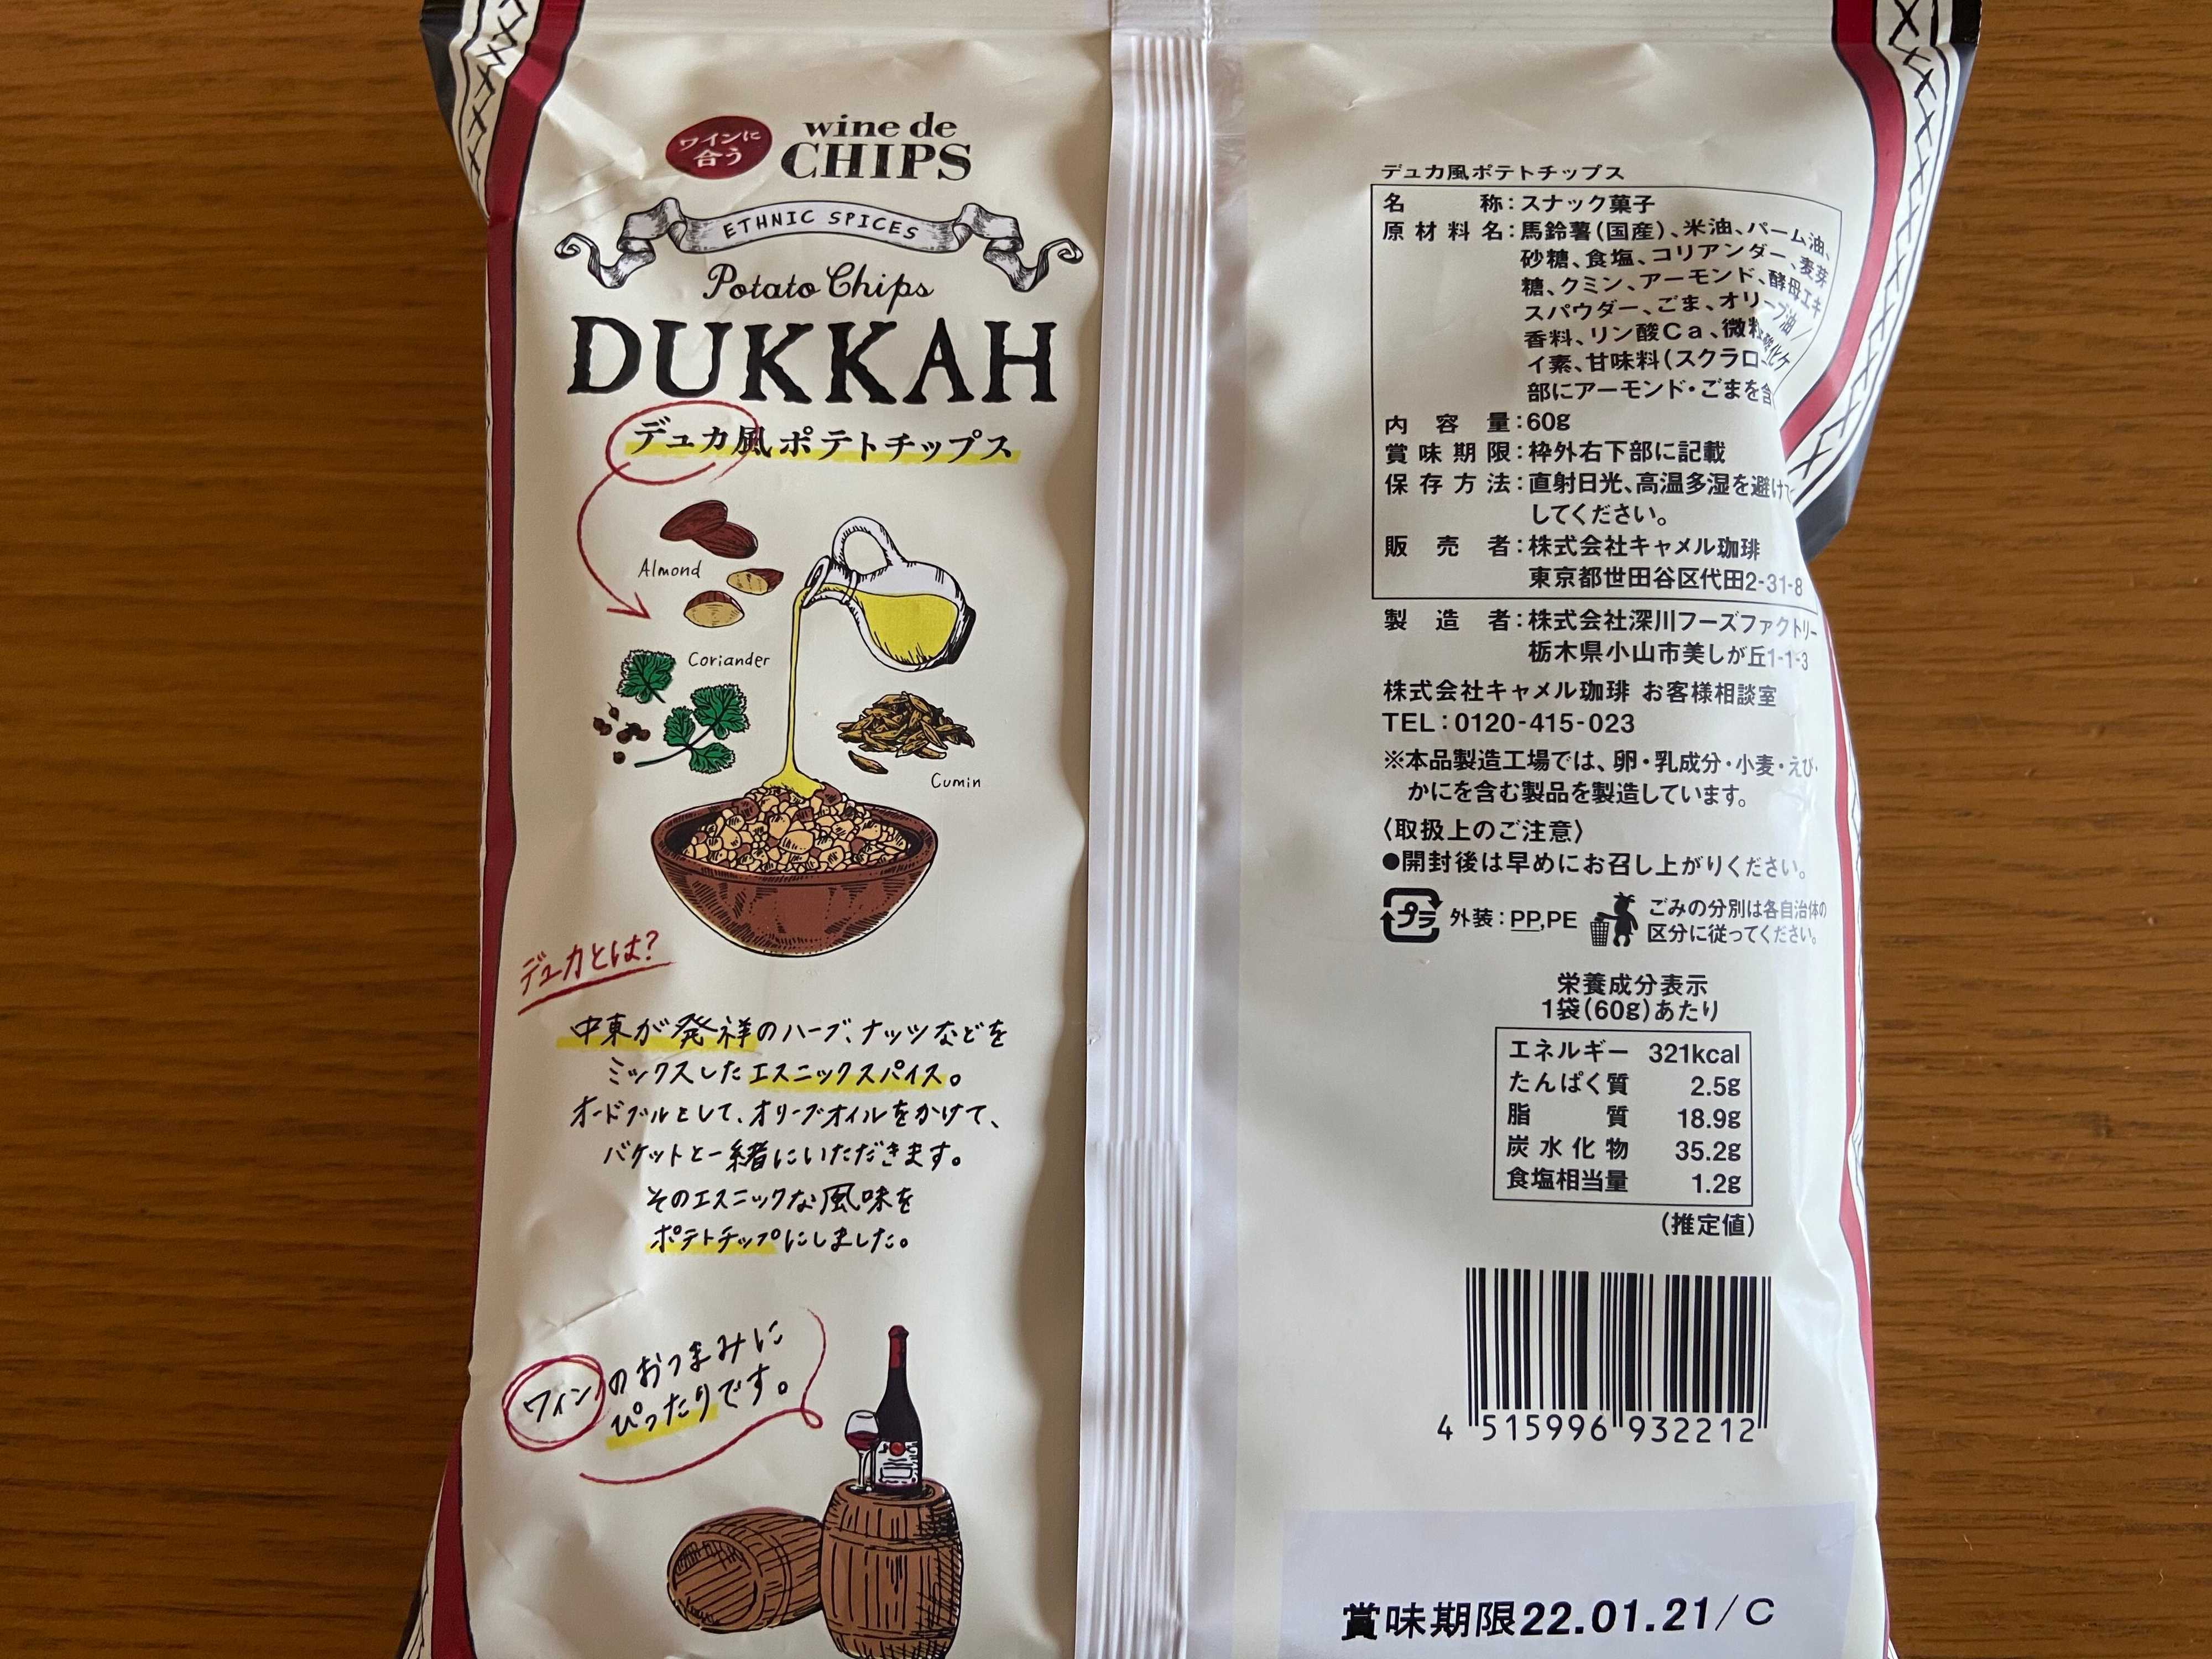 ワインに
合う
wine de
CHIPS
ETHNIC SPICES
Potato Chips
DUKKAH
デュカ風ポテトチップス
Almond
Coriander
Cumin
デュカとは?
中東が発祥のハーブ、ナッツなどを
ミックスしたエスニックスパイス。
オードブルとして、オリーブオイルをかけて、
バケットと一緒にいただきます。
そのエスニックな風味を
ポテトチップにしました。
ワインのおつまみに
ぴったりです。
デュカ風ポテトチップス
名称:スナック菓子
原材料名:馬鈴薯(国産)、米油、パーム油、
砂糖、食塩、コリアンダー、麦芽
糖、クミン、アーモンド、酵母エキ
スパウダー、ごま、オリーブ油/
香料、リン酸Ca、微粒酸化ケ
イ素、甘味料(スクラロ
部にアーモンド・ごまを含
内容量:60g
賞味期限:枠外右下部に記載
保存方法:直射日光、高温多湿を避けて
してください。
販売者:株式会社キャメル珈琲
東京都世田谷区代田2-31-8
製造者:株式会社深川フーズファクトリー
栃木県小山市美しが丘1-1-3
株式会社キャメル珈琲 お客様相談室
TEL:0120-415-023
※本品製造工場では、卵・乳成分・小麦・えび・
かにを含む製品を製造しています。
〈取扱上のご注意〉
●開封後は早めにお召し上がりください。
プラ 外装:PP,PE
ごみの分別は各自治体の
区分に従ってください。
栄養成分表示
1袋(60g)あたり
エネルギー 321kcal
たんぱく質 2.5g
脂質 18.9g
炭水化物 35.2g
食塩相当量 1.2g
(推定値)
4 515996 932212
賞味期限22.01.21/C